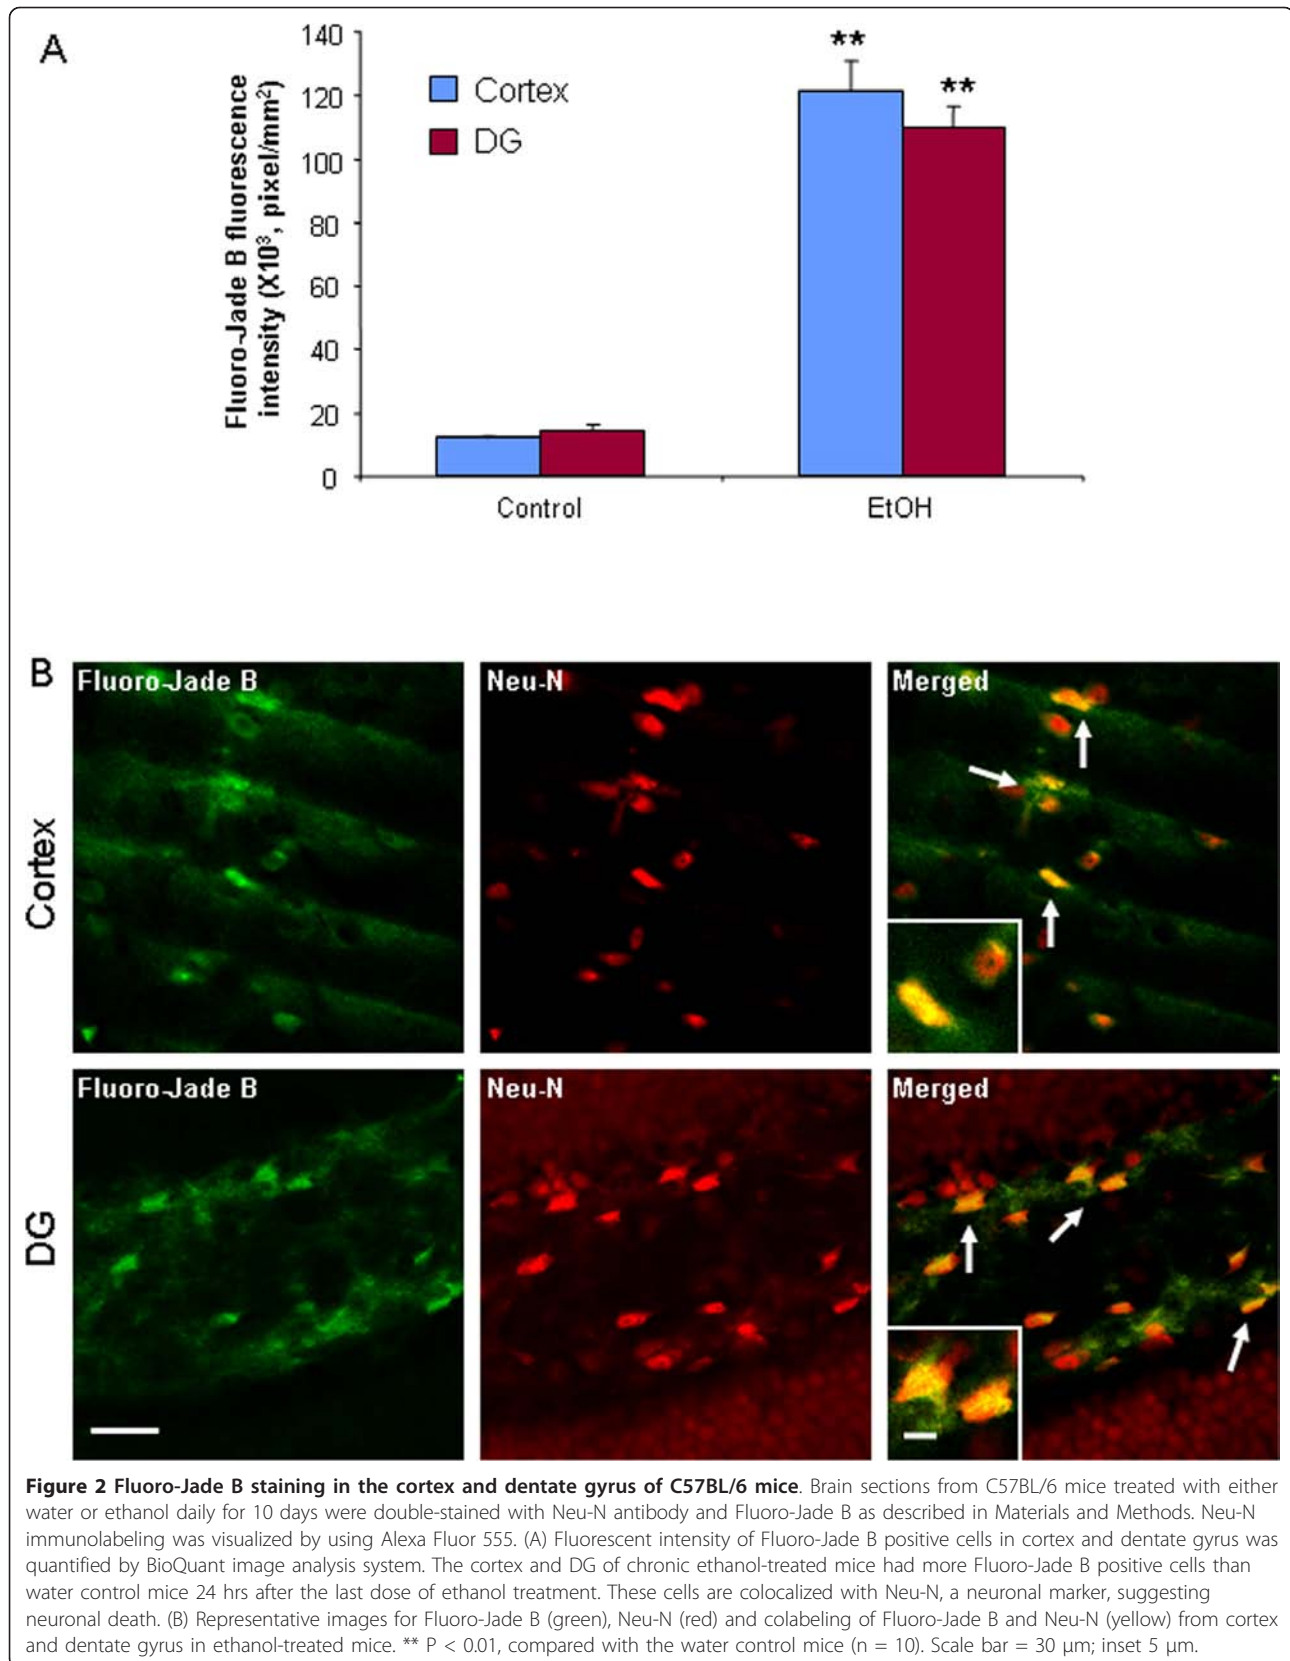 A
140
120
100
80
60
40
20
0
Fluoro-Jade B fluorescence
intensity (X10³, pixel/mm²)
Cortex
DG
**
**
Control
EtOH
B
Fluoro-Jade B
Neu-N
Merged
Cortex
Fluoro-Jade B
Neu-N
Merged
DG
Figure 2 Fluoro-Jade B staining in the cortex and dentate gyrus of C57BL/6 mice. Brain sections from C57BL/6 mice treated with either
water or ethanol daily for 10 days were double-stained with Neu-N antibody and Fluoro-Jade B as described in Materials and Methods. Neu-N
immunolabeling was visualized by using Alexa Fluor 555. (A) Fluorescent intensity of Fluoro-Jade B positive cells in cortex and dentate gyrus was
quantified by BioQuant image analysis system. The cortex and DG of chronic ethanol-treated mice had more Fluoro-Jade B positive cells than
water control mice 24 hrs after the last dose of ethanol treatment. These cells are colocalized with Neu-N, a neuronal marker, suggesting
neuronal death. (B) Representative images for Fluoro-Jade B (green), Neu-N (red) and colabeling of Fluoro-Jade B and Neu-N (yellow) from cortex
and dentate gyrus in ethanol-treated mice. ** P < 0.01, compared with the water control mice (n = 10). Scale bar = 30 μm; inset 5 μm.